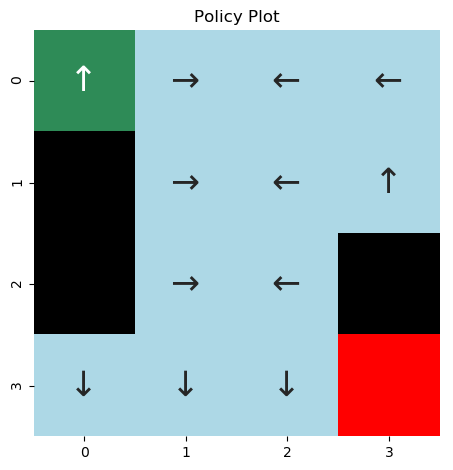 Policy Plot
0 ↑ → ← ←
1 → ← ↑
2 → ←
3 ↓ ↓ ↓
0 1 2 3